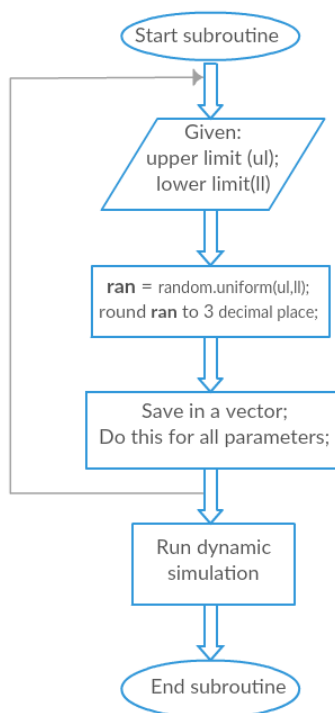 Start subroutine
Given:
upper limit (ul);
lower limit(ll)
ran = random.uniform(ul,ll);
round ran to 3 decimal place;
Save in a vector;
Do this for all parameters;
Run dynamic
simulation
End subroutine